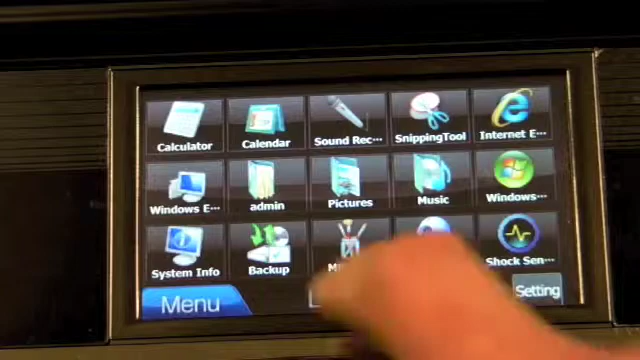 Calculator
Calendar
Sound Rec...
SnippingTool
Internet E...
Windows E...
admin
Pictures
Music
Windows...
System Info
Backup
Shock Sen...
Menu
Setting